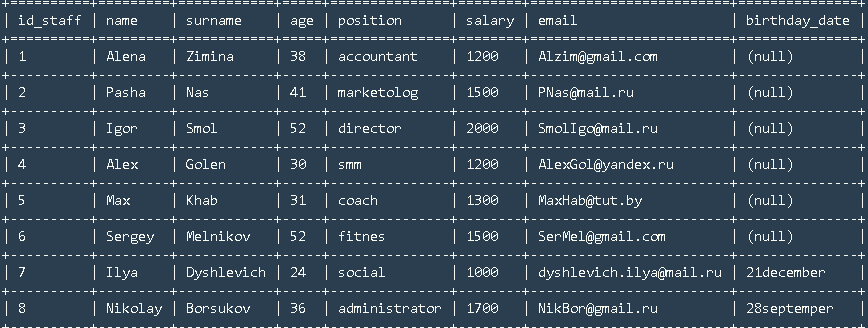 | id_staff | name | surname | age | position | salary | email | birthday_date |
| 1 | Alena | Zimina | 38 | accountant | 1200 | Alzim@gmail.com | (null) |
| 2 | Pasha | Nas | 41 | marketolog | 1500 | PNas@mail.ru | (null) |
| 3 | Igor | Smol | 52 | director | 2000 | SmolIgo@mail.ru | (null) |
| 4 | Alex | Golen | 30 | smm | 1200 | AlexGol@yandex.ru | (null) |
| 5 | Max | Khab | 31 | coach | 1300 | MaxHab@tut.by | (null) |
| 6 | Sergey | Melnikov | 52 | fitnes | 1500 | SerMel@gmail.com | (null) |
| 7 | Ilya | Dyshlevich | 24 | social | 1000 | dyshlevich.ilya@mail.ru | 21december |
| 8 | Nikolay | Borsukov | 36 | administrator | 1700 | NikBor@gmail.ru | 28septemper |